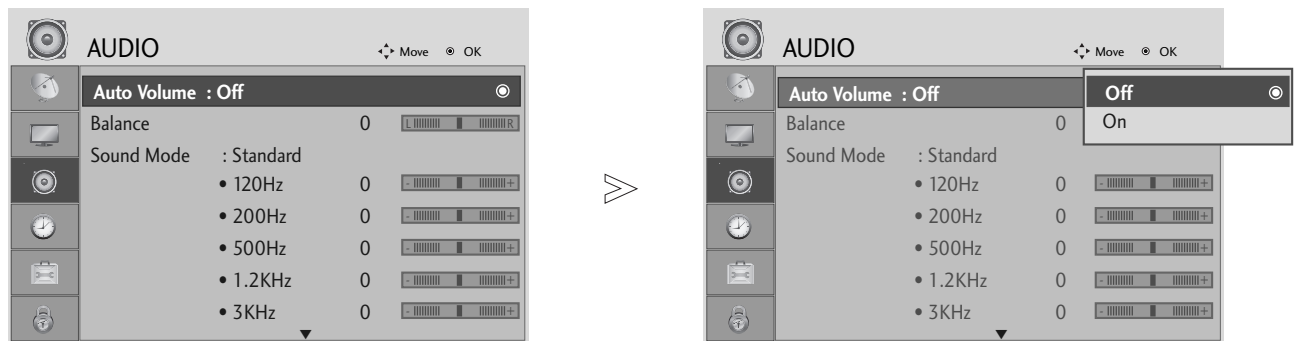 AUDIO
Move OK
Auto Volume : Off
Balance 0 L R
Sound Mode : Standard
• 120Hz 0 - +
• 200Hz 0 - +
• 500Hz 0 - +
• 1.2KHz 0 - +
• 3KHz 0 - +
AUDIO
Move OK
Auto Volume : Off
Off
On
Balance 0
Sound Mode : Standard
• 120Hz 0 - +
• 200Hz 0 - +
• 500Hz 0 - +
• 1.2KHz 0 - +
• 3KHz 0 - +